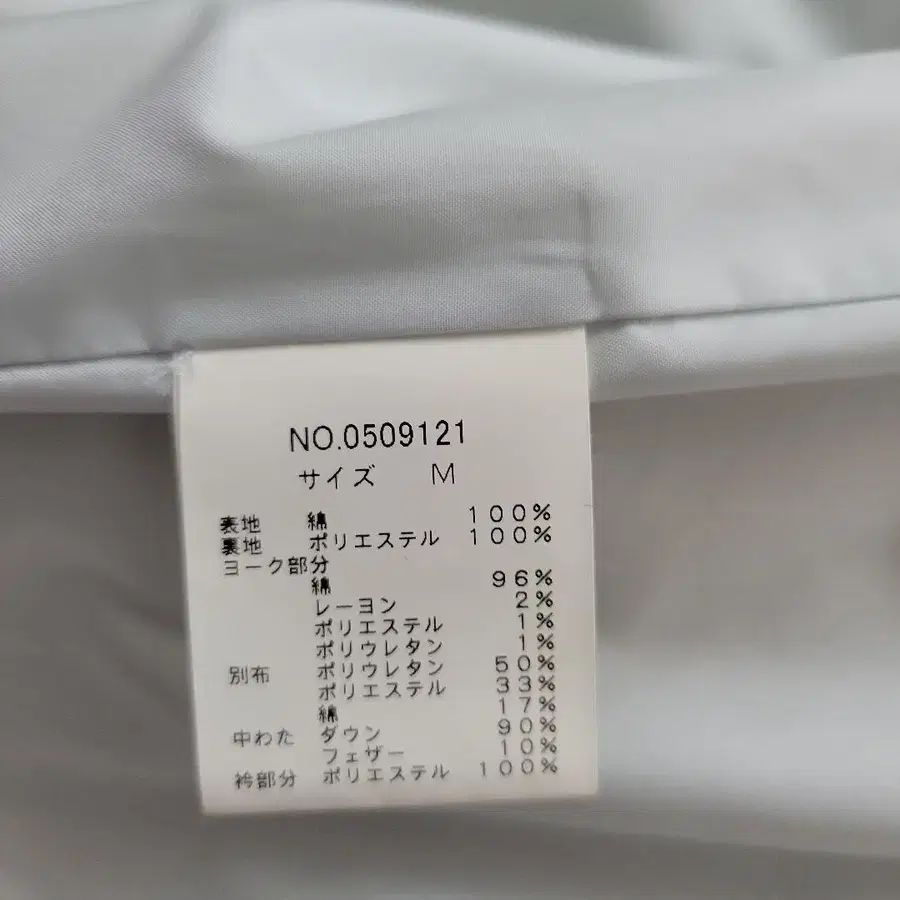 NO.0509121
サイズ M
表地 綿 100%
裏地 ポリエステル 100%
ヨーク部分
綿 96%
レーヨン 2%
ポリエステル 1%
ポリウレタン 1%
別布 ポリウレタン 50%
ポリエステル 33%
綿 17%
中わた ダウン 90%
フェザー 10%
衿部分 ポリエステル 100%